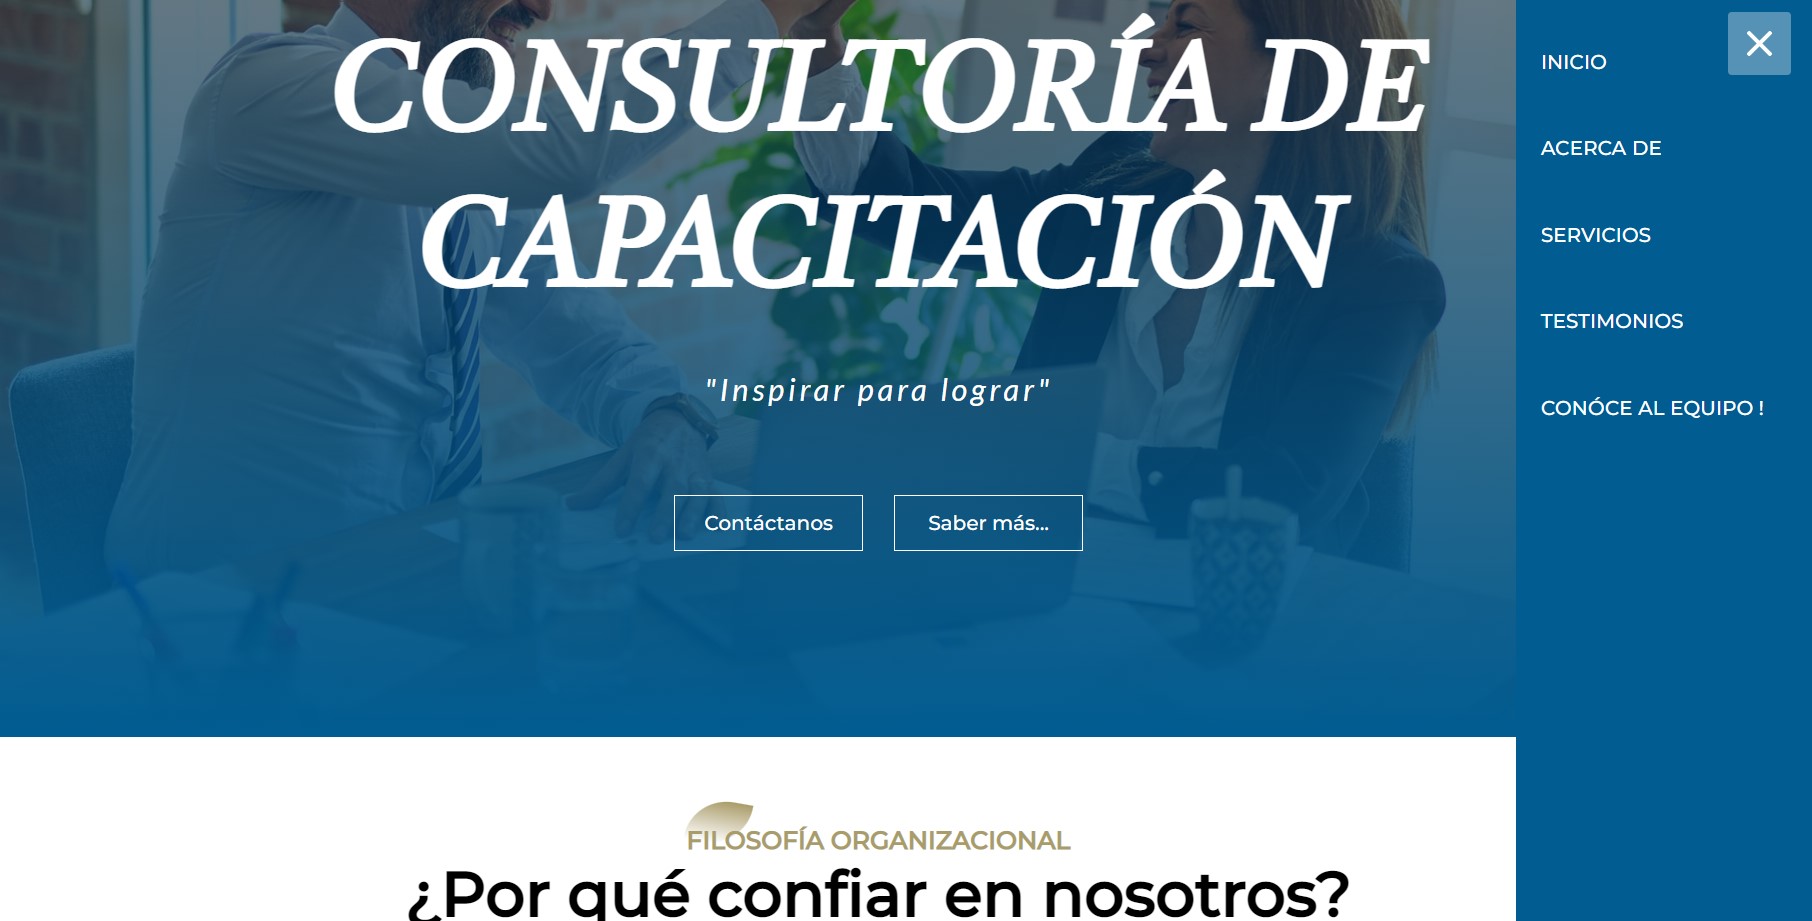 CONSULTORÍA DE
CAPACITACIÓN
"Inspirar para lograr"
Contáctanos
Saber más...
FILOSOFÍA ORGANIZACIONAL
¿Por qué confiar en nosotros?
INICIO
ACERCA DE
SERVICIOS
TESTIMONIOS
CONÓCE AL EQUIPO !